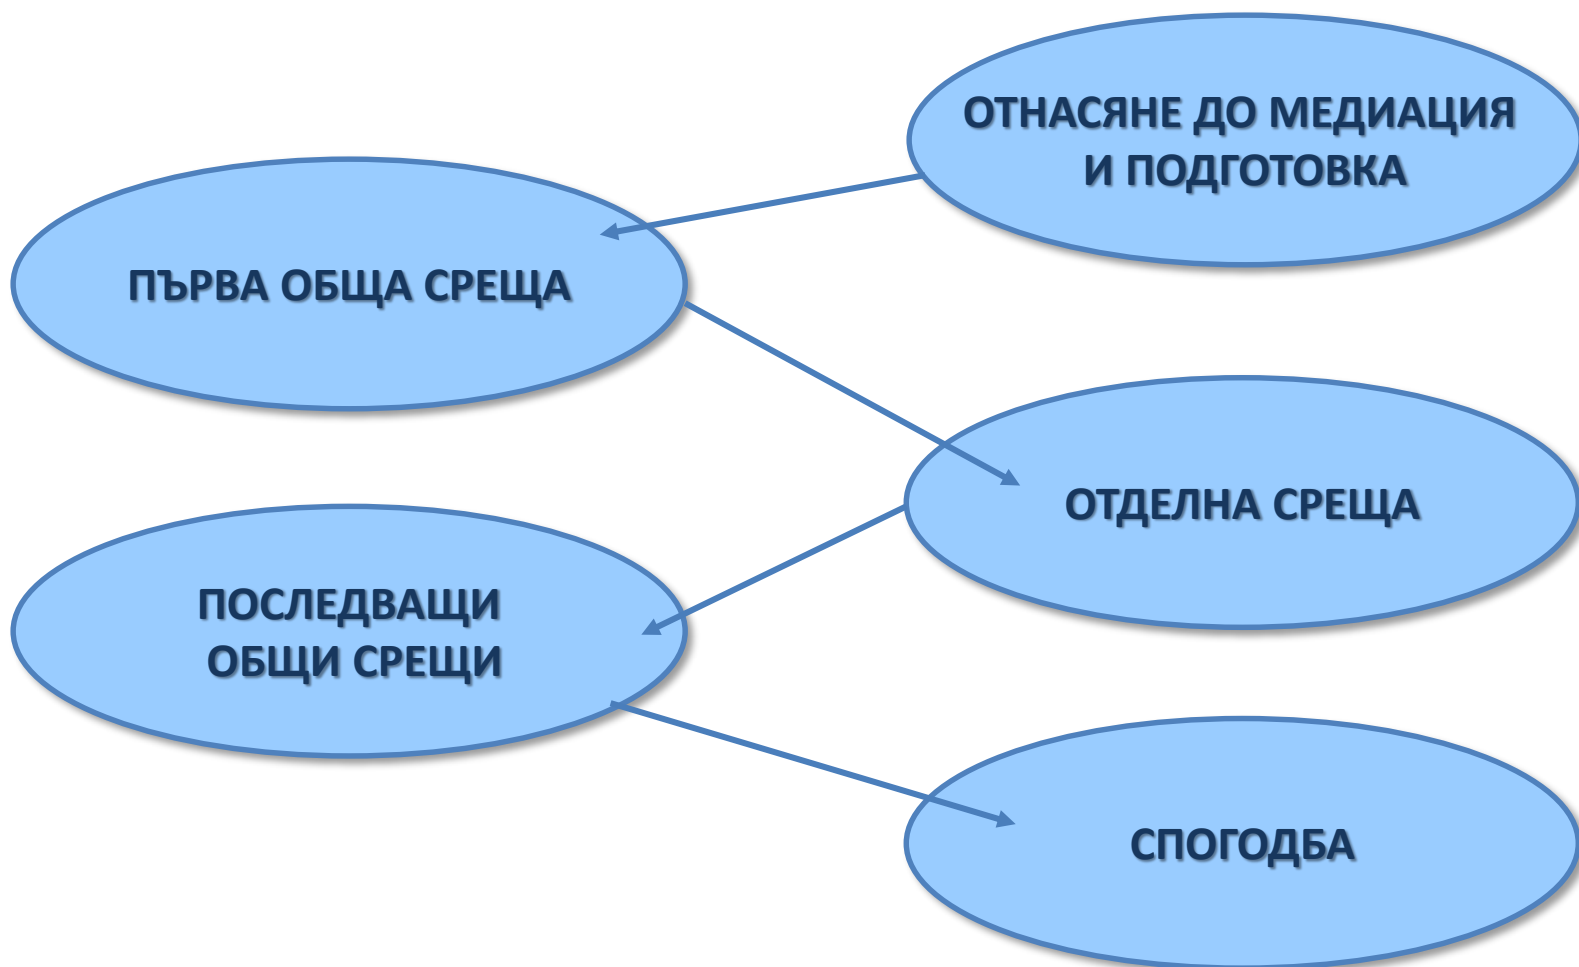 ОТНАСЯНЕ ДО МЕДИАЦИЯ
И ПОДГОТОВКА
ПЪРВА ОБЩА СРЕЩА
ОТДЕЛНА СРЕЩА
ПОСЛЕДВАЩИ
ОБЩИ СРЕЩИ
СПОГОДБА